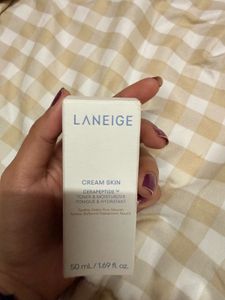 LANEIGE
CREAM SKIN
CERAPEPTIDE™
TONER & MOISTURIZER
TONIQUE & HYDRATANT
50 mL / 1.69 fl. oz.